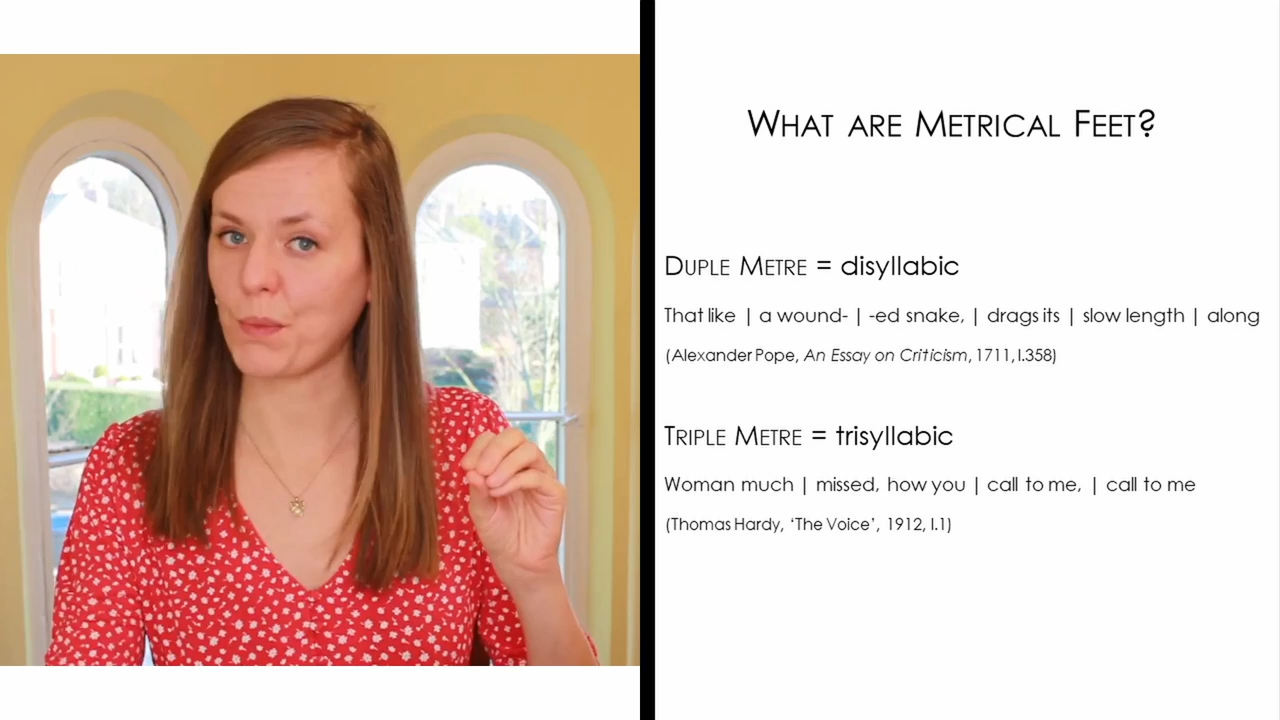 WHAT ARE METRICAL FEET?
DUPLE METRE = disyllabic
That like | a wound- | -ed snake, | drags its | slow length | along
(Alexander Pope, An Essay on Criticism, 1711, l.358)
TRIPLE METRE = trisyllabic
Woman much | missed, how you | call to me, | call to me
(Thomas Hardy, ‘The Voice’, 1912, l.1)